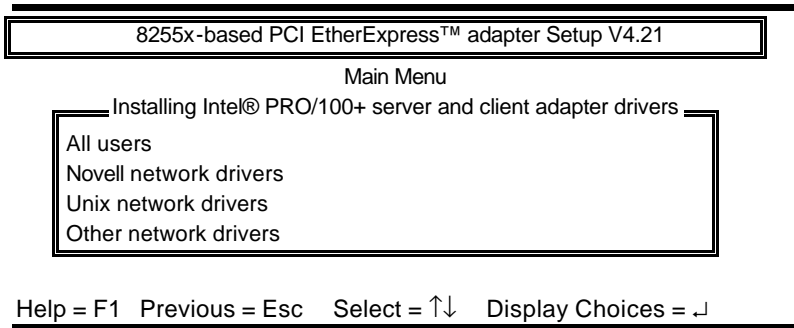 8255x-based PCI EtherExpress™ adapter Setup V4.21
Main Menu
Installing Intel® PRO/100+ server and client adapter drivers
All users
Novell network drivers
Unix network drivers
Other network drivers
Help = F1 Previous = Esc Select = ↑↓ Display Choices = ↵